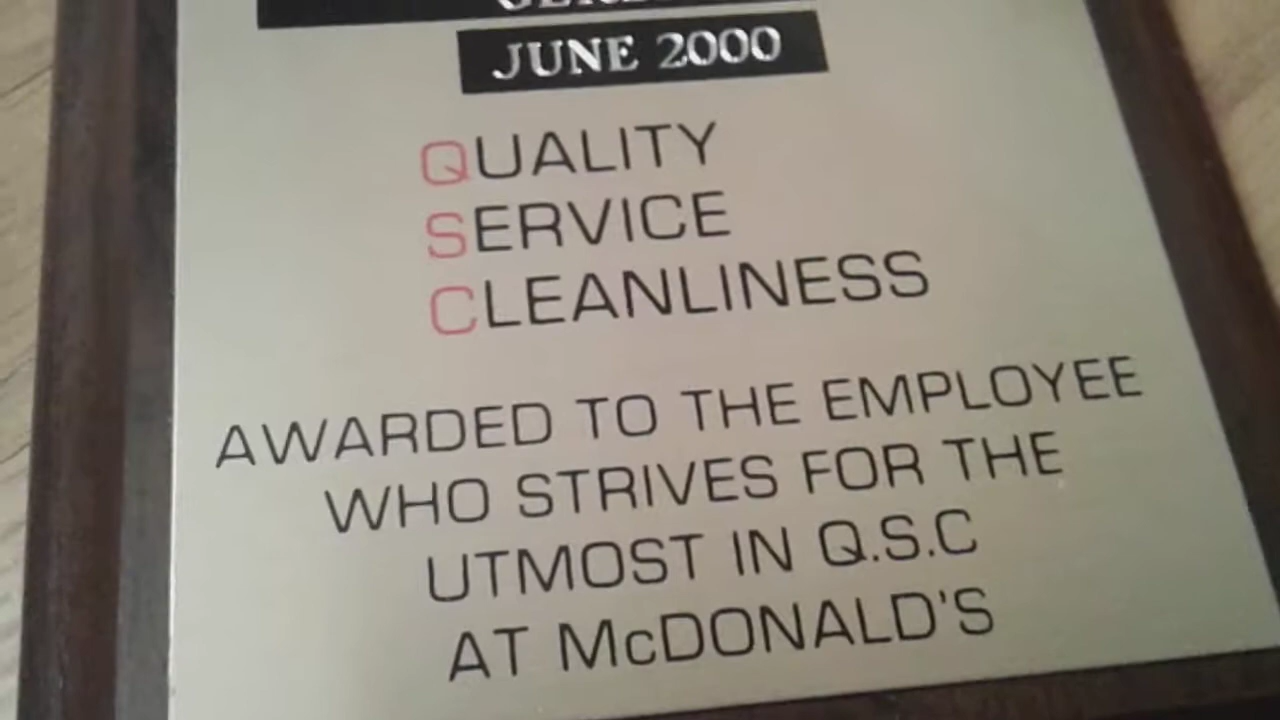 JUNE 2000
QUALITY
SERVICE
CLEANLINESS
AWARDED TO THE EMPLOYEE
WHO STRIVES FOR THE
UTMOST IN Q.S.C
AT McDONALD'S